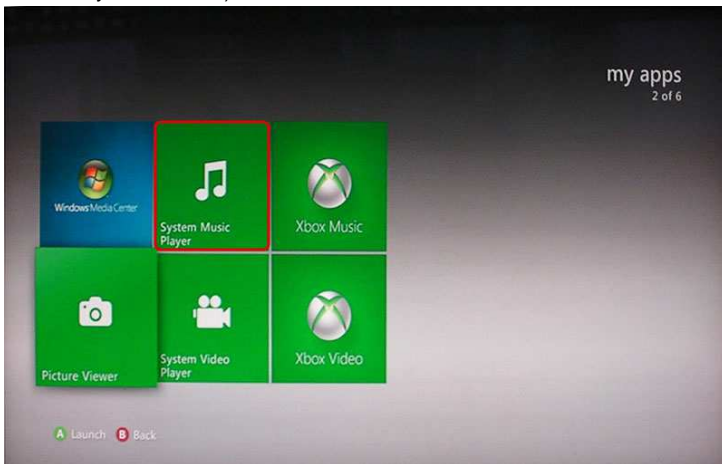 my apps
2 of 6
Windows Media Center
System Music
Player
Xbox Music
Picture Viewer
System Video
Player
Xbox Video
A Launch B Back